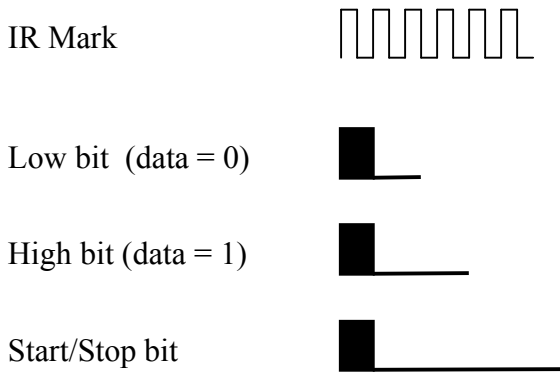 IR Mark
Low bit (data = 0)
High bit (data = 1)
Start/Stop bit